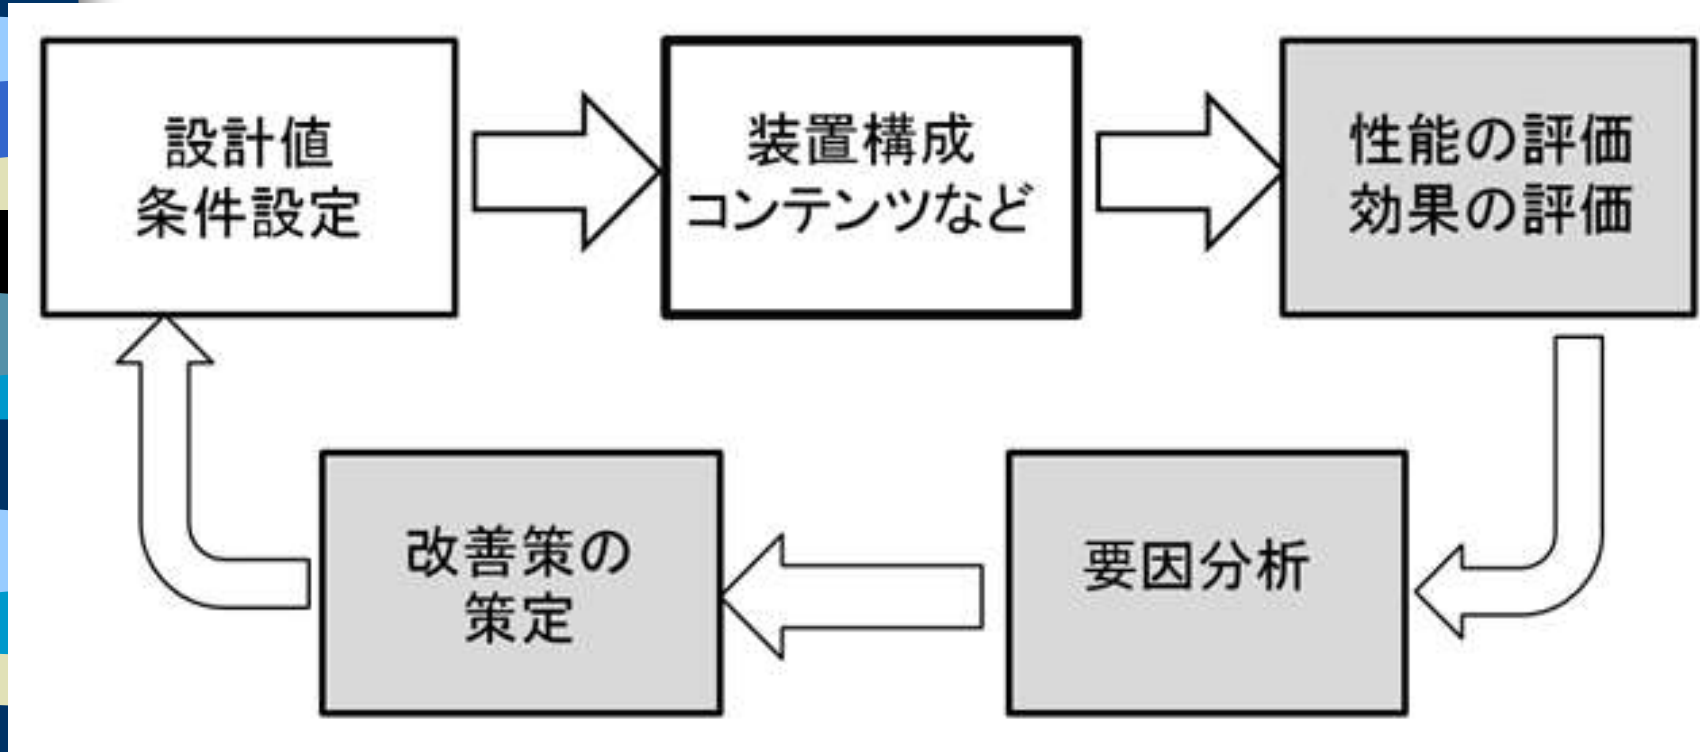 設計値
条件設定
装置構成
コンテンツなど
性能の評価
効果の評価
要因分析
改善策の
策定